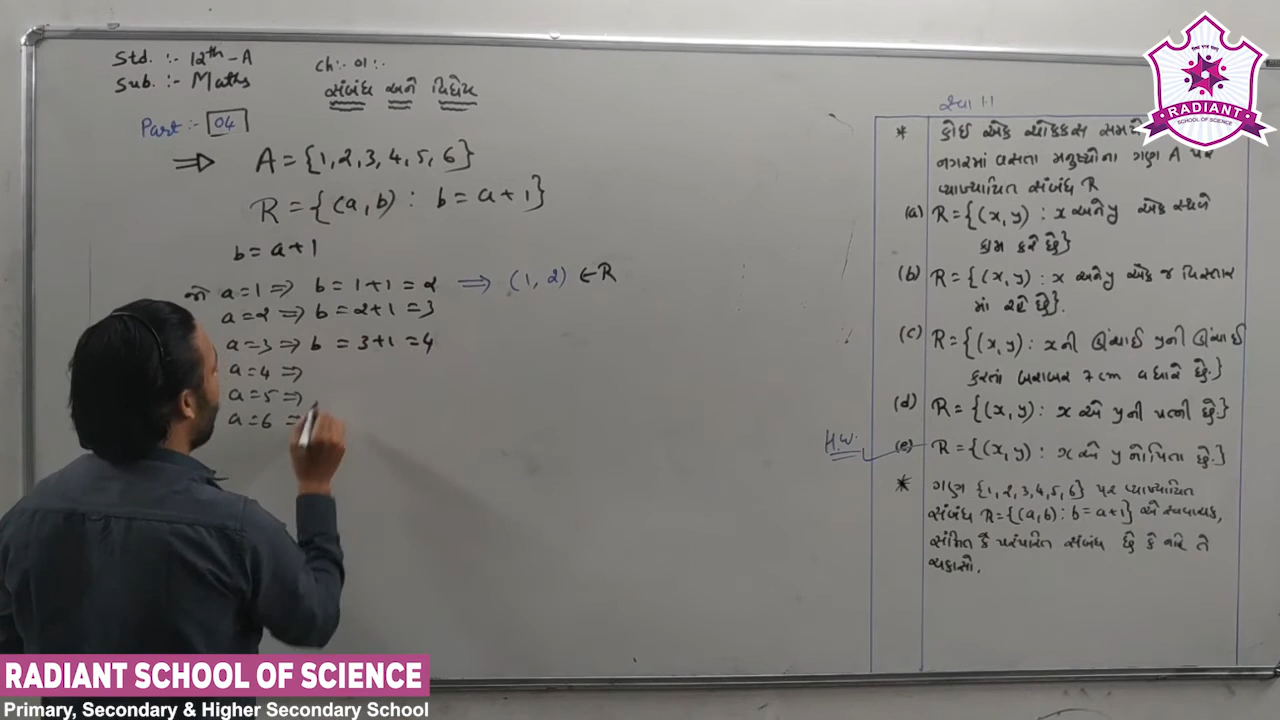 Std. :- 12th-A
Sub. :- Maths
Ch:- 01 :-
સંબંધ અને વિધેય
Part :- 04
⇒ A = {1, 2, 3, 4, 5, 6}
R = {(a, b) : b = a + 1}
b = a + 1
જો a = 1 ⇒ b = 1 + 1 = 2 ⇒ (1, 2) ∈ R
a = 2 ⇒ b = 2 + 1 = 3
a = 3 ⇒ b = 3 + 1 = 4
a = 4 ⇒
a = 5 ⇒
a = 6 =
સ્વા 1.1
* કોઈ એક ચોક્કસ સમયે
નગરમાં વસતા મનુષ્યોના ગણ A પર
વ્યાખ્યાયિત સંબંધ R
(a) R = {(x, y) : x અને y એક સ્થળે
કામ કરે છે}
(b) R = {(x, y) : x અને y એક જ વિસ્તાર
માં રહે છે}.
(c) R = {(x, y) : x ની ઊંચાઈ y ની ઊંચાઈ
કરતાં બરાબર 7 cm વધારે છે.}
(d) R = {(x, y) : x એ y ની પત્ની છે.}
H.W. (e) R = {(x, y) : x એ y નો પિતા છે.}
* ગણ {1, 2, 3, 4, 5, 6} પર વ્યાખ્યાયિત
સંબંધ R = {(a, b) : b = a + 1} એ સ્વવાચક,
સંમિત કે પરંપરિત સંબંધ છે કે નહિ તે
ચકાસો.
RADIANT
SCHOOL OF SCIENCE
RADIANT SCHOOL OF SCIENCE
Primary, Secondary & Higher Secondary School